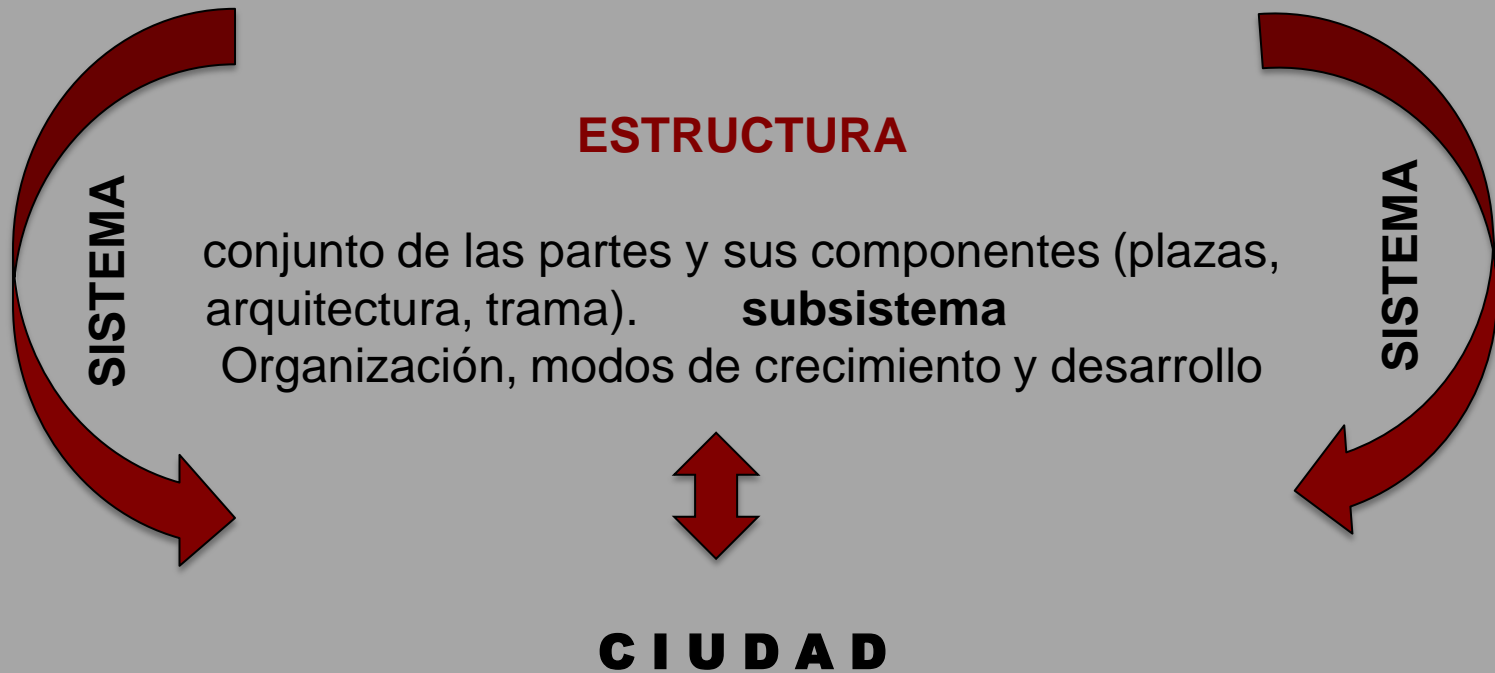 ESTRUCTURA
SISTEMA
conjunto de las partes y sus componentes (plazas,
arquitectura, trama). subsistema
Organización, modos de crecimiento y desarrollo
SISTEMA
C I U D A D